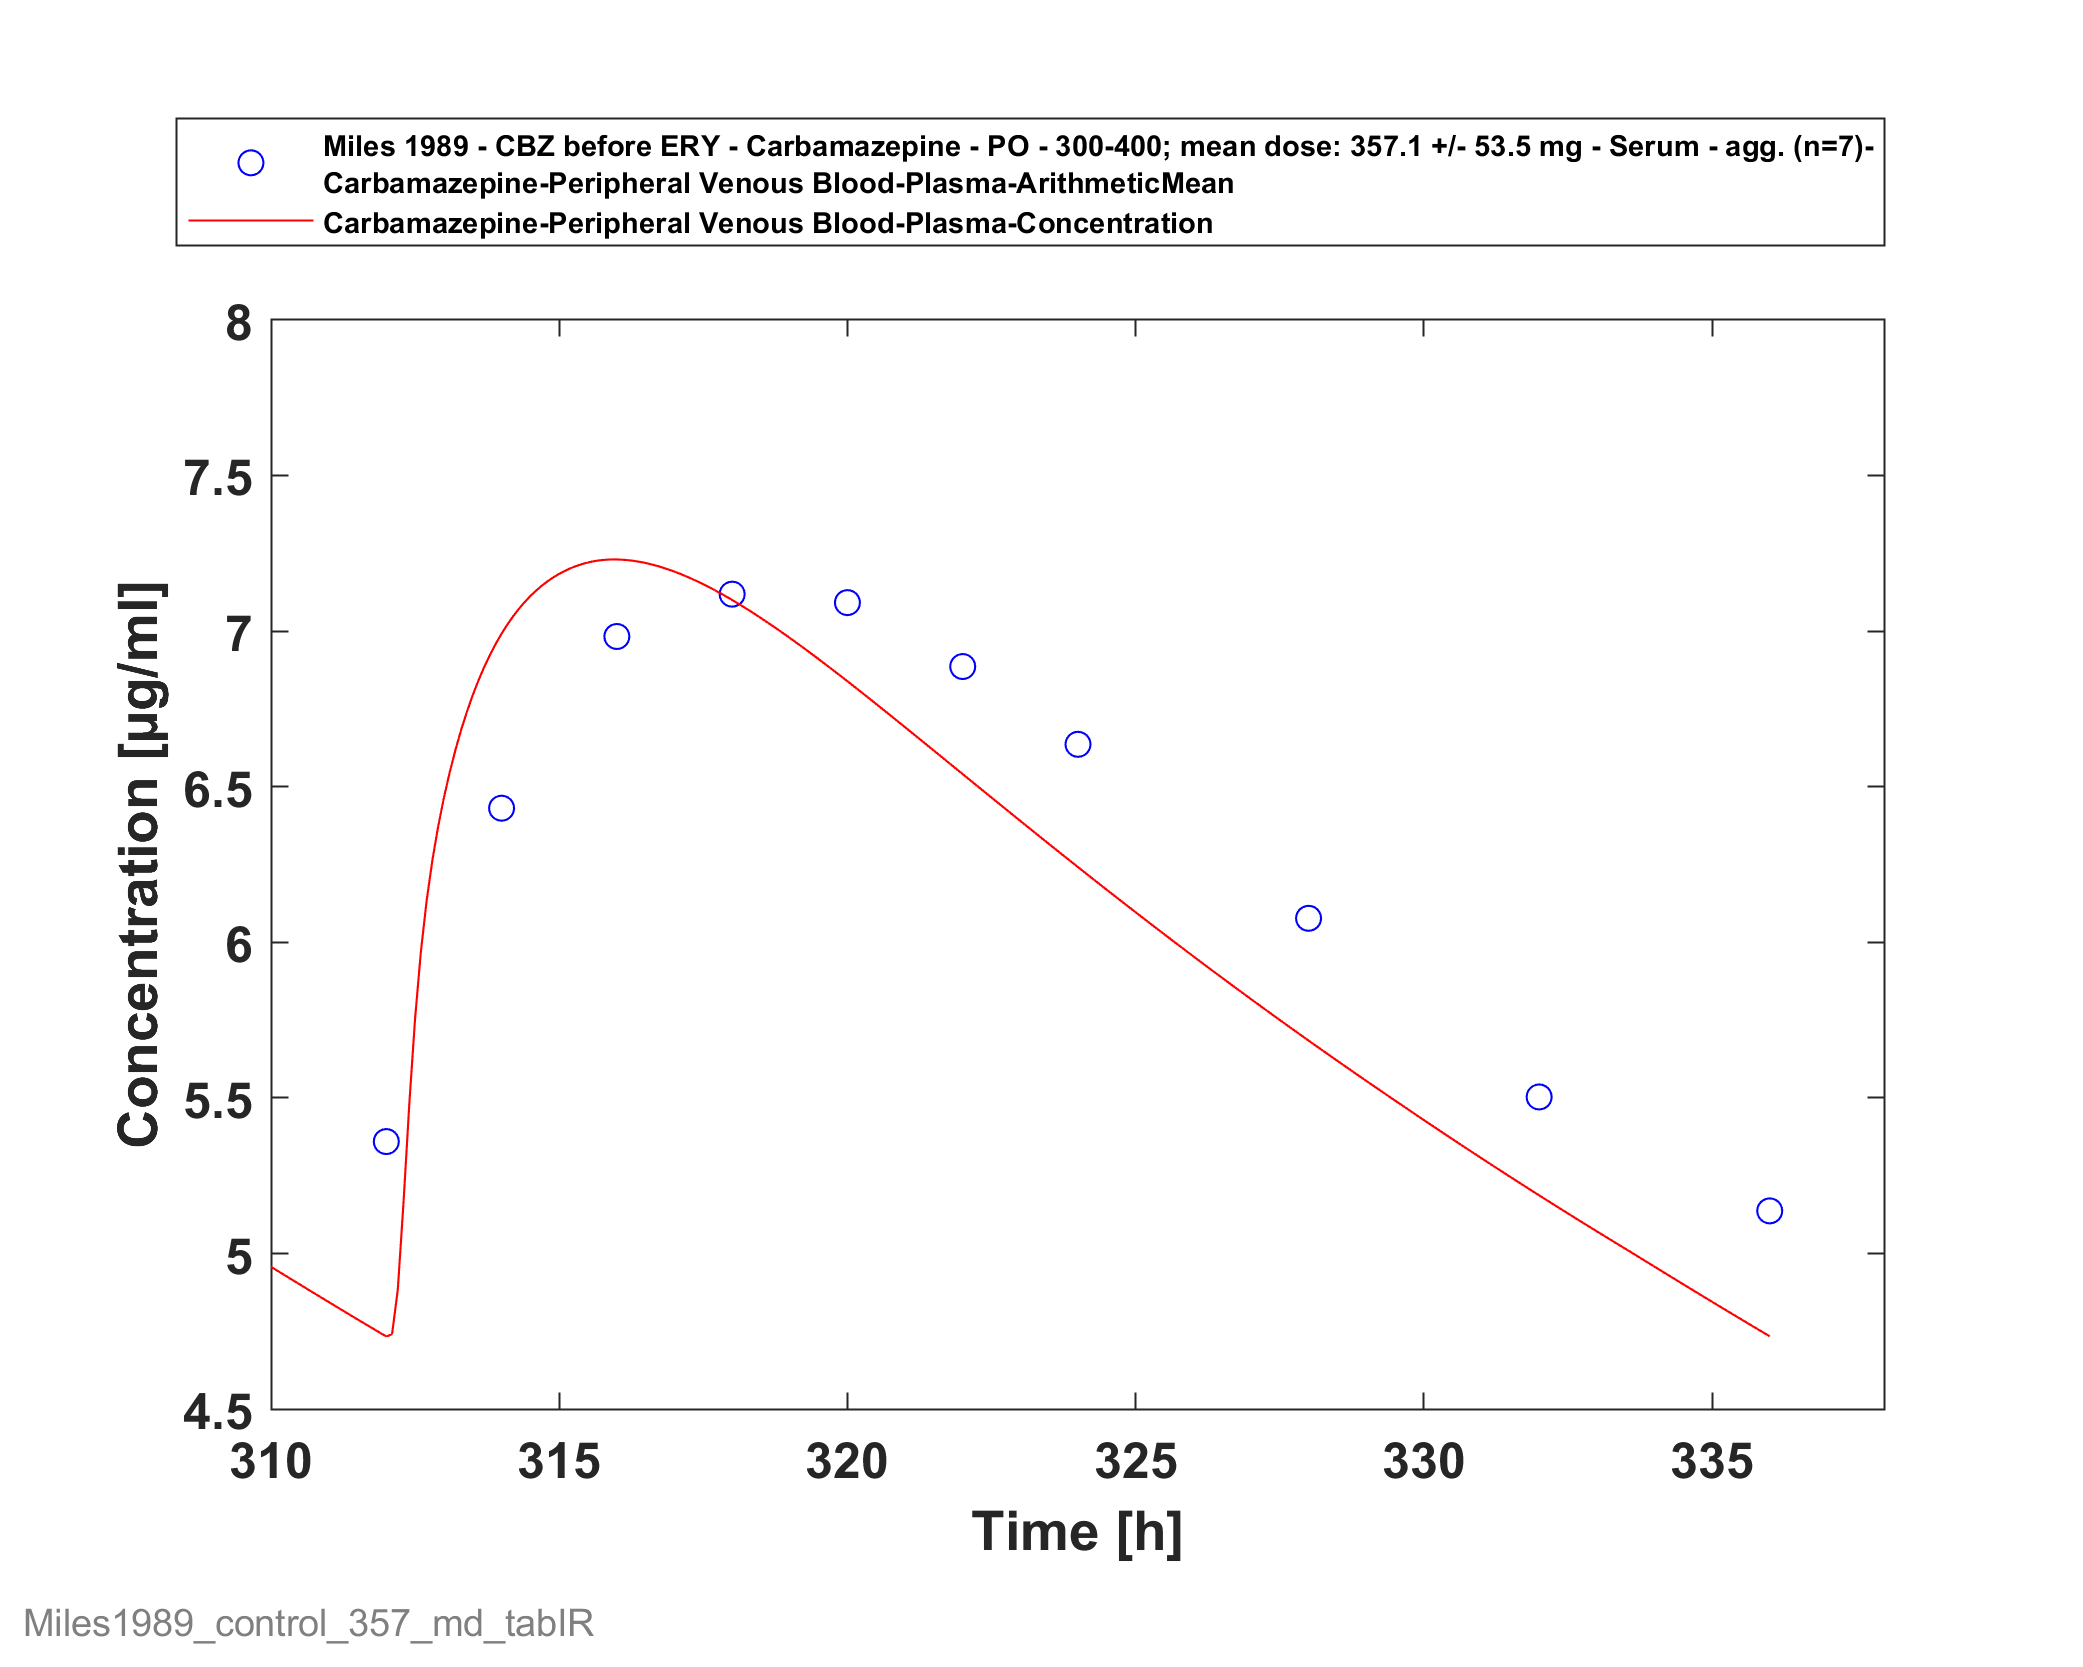 Miles 1989 - CBZ before ERY - Carbamazepine - PO - 300-400; mean dose: 357.1 +/- 53.5 mg - Serum - agg. (n=7)-
Carbamazepine-Peripheral Venous Blood-Plasma-ArithmeticMean
Carbamazepine-Peripheral Venous Blood-Plasma-Concentration
8
7.5
7
6.5
6
5.5
5
4.5
Concentration [µg/ml]
310 315 320 325 330 335
Time [h]
Miles1989_control_357_md_tabIR